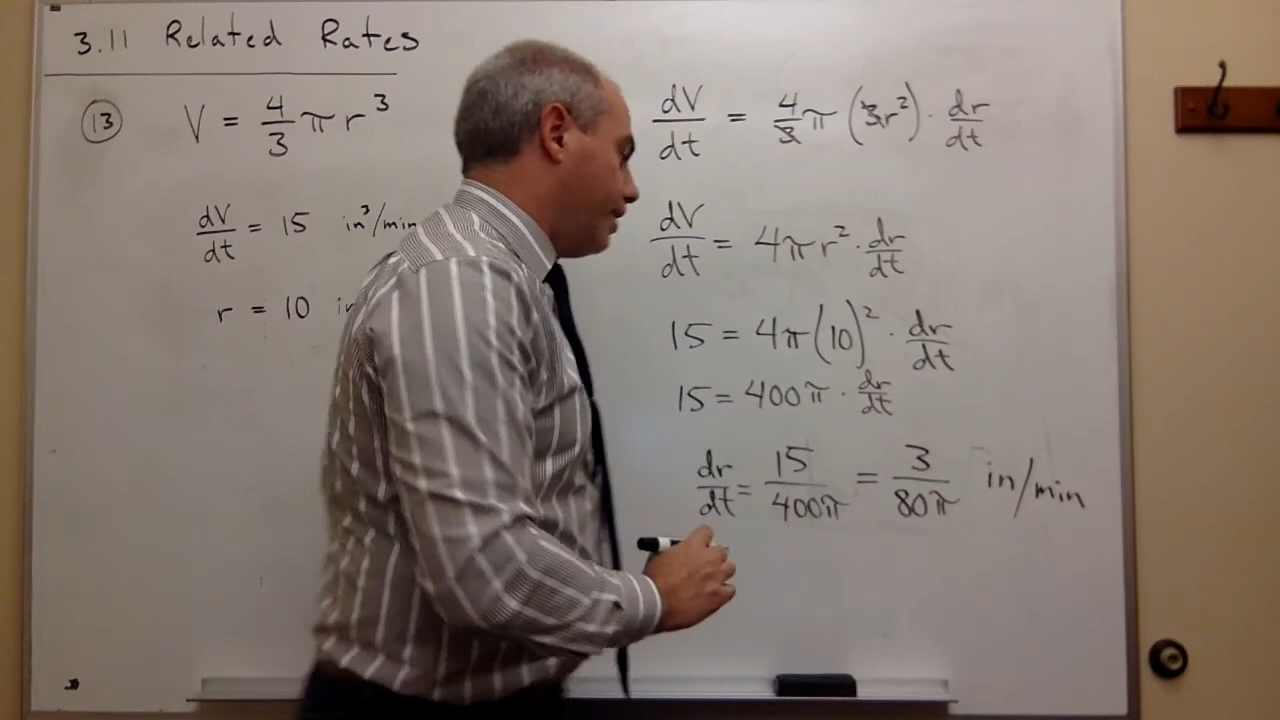 3.11 Related Rates
13 V = 4/3 π r³
dV/dt = 15 in³/min
r = 10
dV/dt = 4/3 π (3r²) · dr/dt
dV/dt = 4πr² · dr/dt
15 = 4π(10)² · dr/dt
15 = 400π · dr/dt
dr/dt = 15/400π = 3/80π in/min